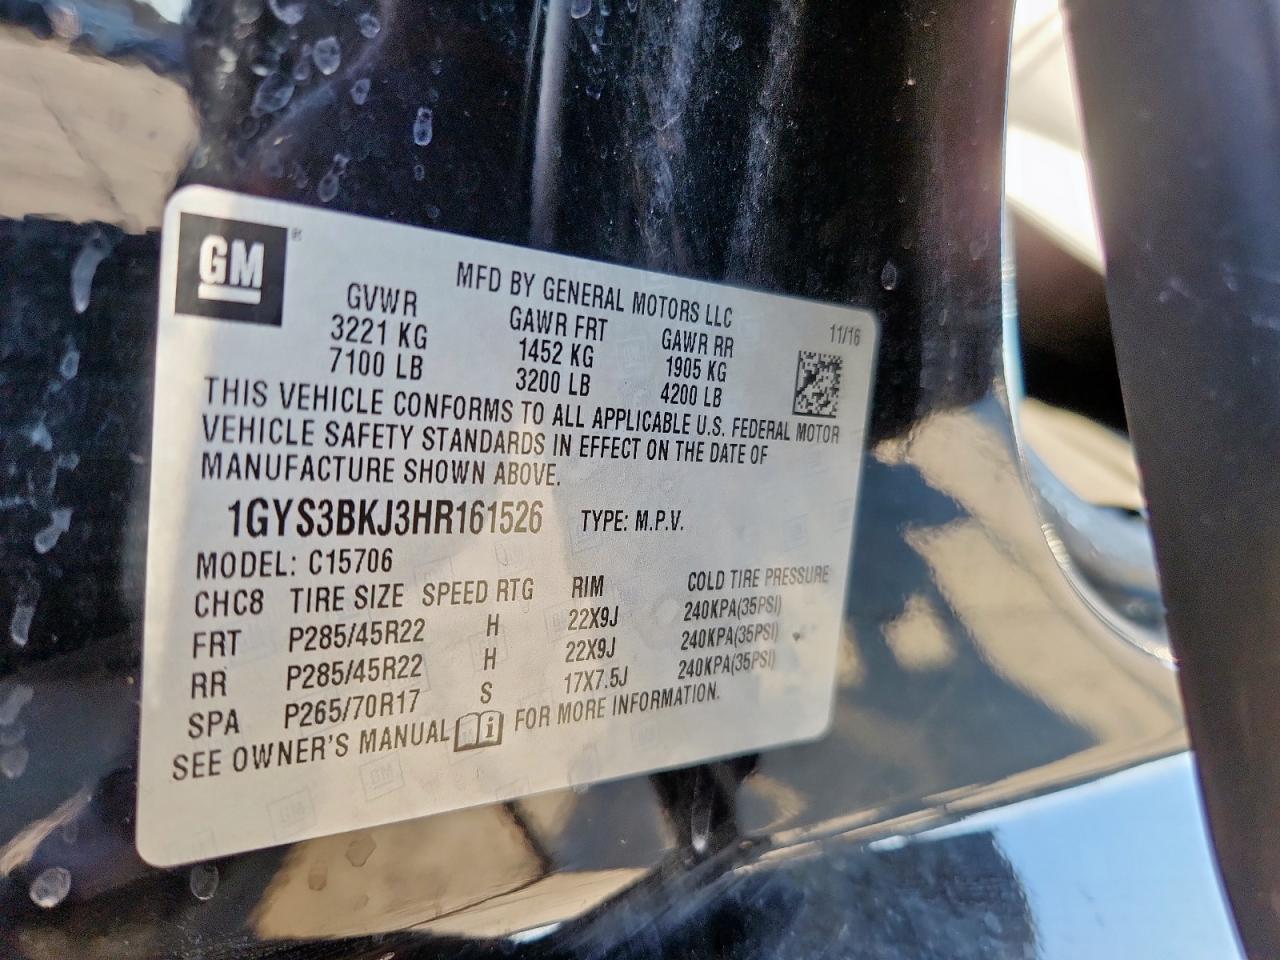 GM ®
MFD BY GENERAL MOTORS LLC
11/16
GVWR GAWR FRT GAWR RR
3221 KG 1452 KG 1905 KG
7100 LB 3200 LB 4200 LB
THIS VEHICLE CONFORMS TO ALL APPLICABLE U.S. FEDERAL MOTOR
VEHICLE SAFETY STANDARDS IN EFFECT ON THE DATE OF
MANUFACTURE SHOWN ABOVE.
1GYS3BKJ3HR161526 TYPE: M.P.V.
MODEL: C15706
CHC8 TIRE SIZE SPEED RTG RIM COLD TIRE PRESSURE
FRT P285/45R22 H 22X9J 240KPA(35PSI)
RR P285/45R22 H 22X9J 240KPA(35PSI)
SPA P265/70R17 S 17X7.5J 240KPA(35PSI)
SEE OWNER'S MANUAL i FOR MORE INFORMATION.